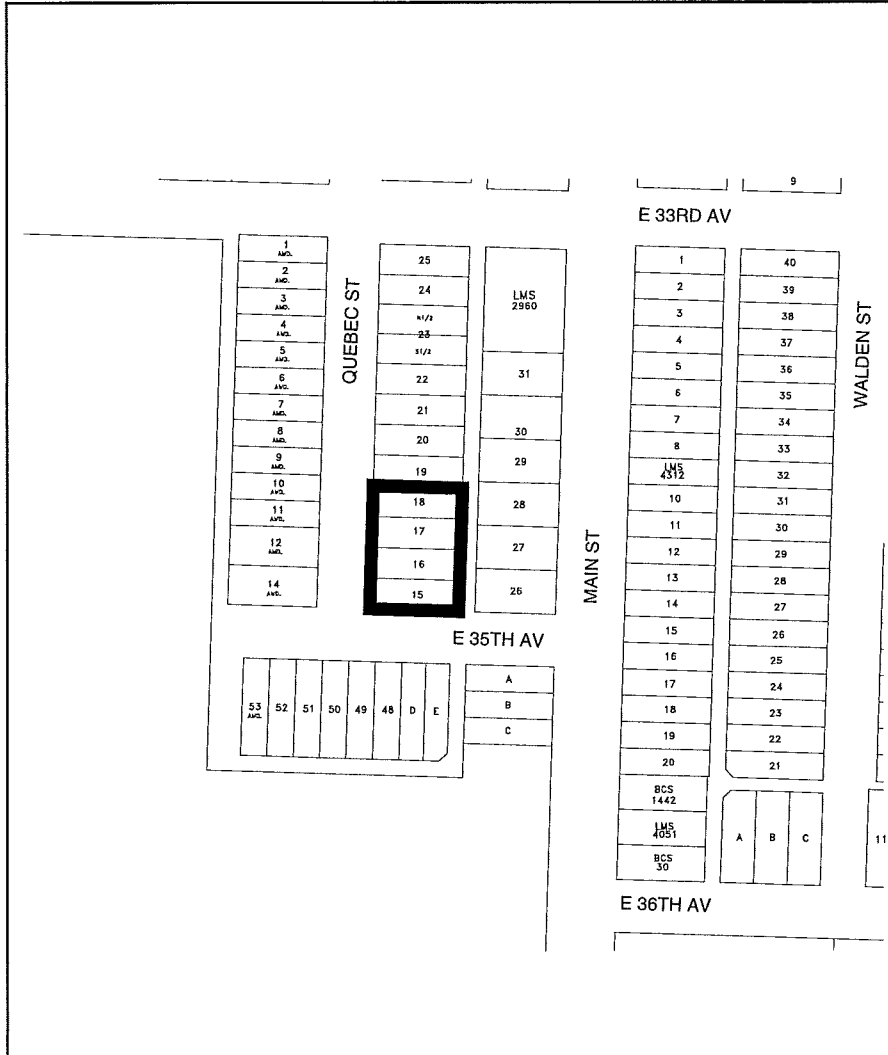 9
E 33RD AV
QUEBEC ST
1
AMD.
2
AMD.
3
AMD.
4
AMD.
5
AMD.
6
AMD.
7
AMD.
8
AMD.
9
AMD.
10
AMD.
11
AMD.
12
AMD.
14
AMD.
25
24
N1/2
23
S1/2
22
21
20
19
18
17
16
15
LMS
2960
31
30
29
28
27
26
MAIN ST
1
2
3
4
5
6
7
8
LMS
4312
10
11
12
13
14
15
16
17
18
19
20
BCS
1442
LMS
4051
BCS
30
40
39
38
37
36
35
34
33
32
31
30
29
28
27
26
25
24
23
22
21
WALDEN ST
E 35TH AV
53
AMD.
52
51
50
49
48
D
E
A
B
C
A
B
C
11
E 36TH AV